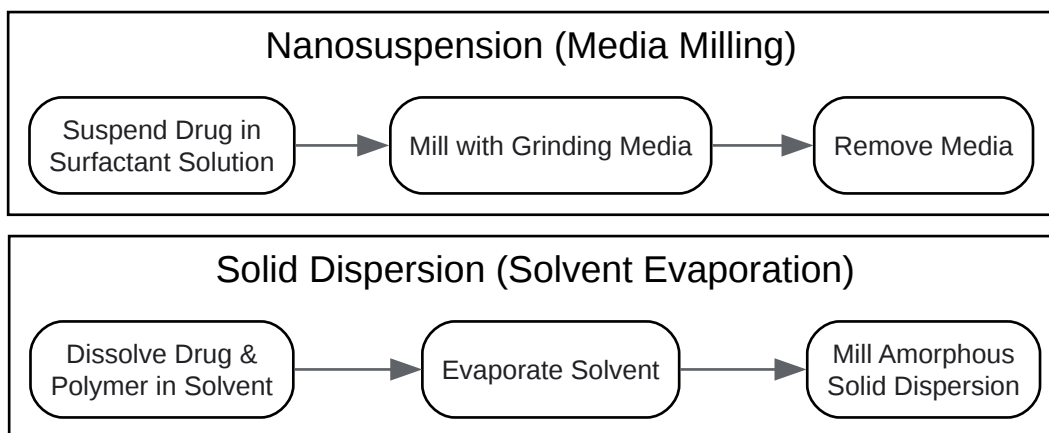 Nanosuspension (Media Milling)
Suspend Drug in
Surfactant Solution
Mill with Grinding Media
Remove Media
Solid Dispersion (Solvent Evaporation)
Dissolve Drug &
Polymer in Solvent
Evaporate Solvent
Mill Amorphous
Solid Dispersion